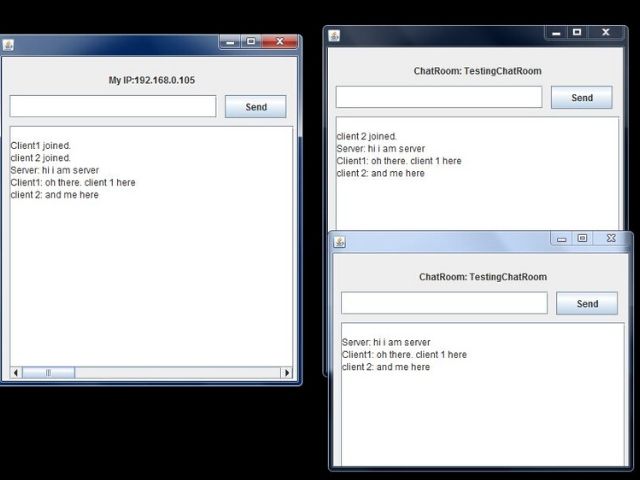 My IP:192.168.0.105
Send
Client1 joined.
client 2 joined.
Server: hi i am server
Client1: oh there. client 1 here
client 2: and me here
ChatRoom: TestingChatRoom
Send
client 2 joined.
Server: hi i am server
Client1: oh there. client 1 here
client 2: and me here
ChatRoom: TestingChatRoom
Send
Server: hi i am server
Client1: oh there. client 1 here
client 2: and me here